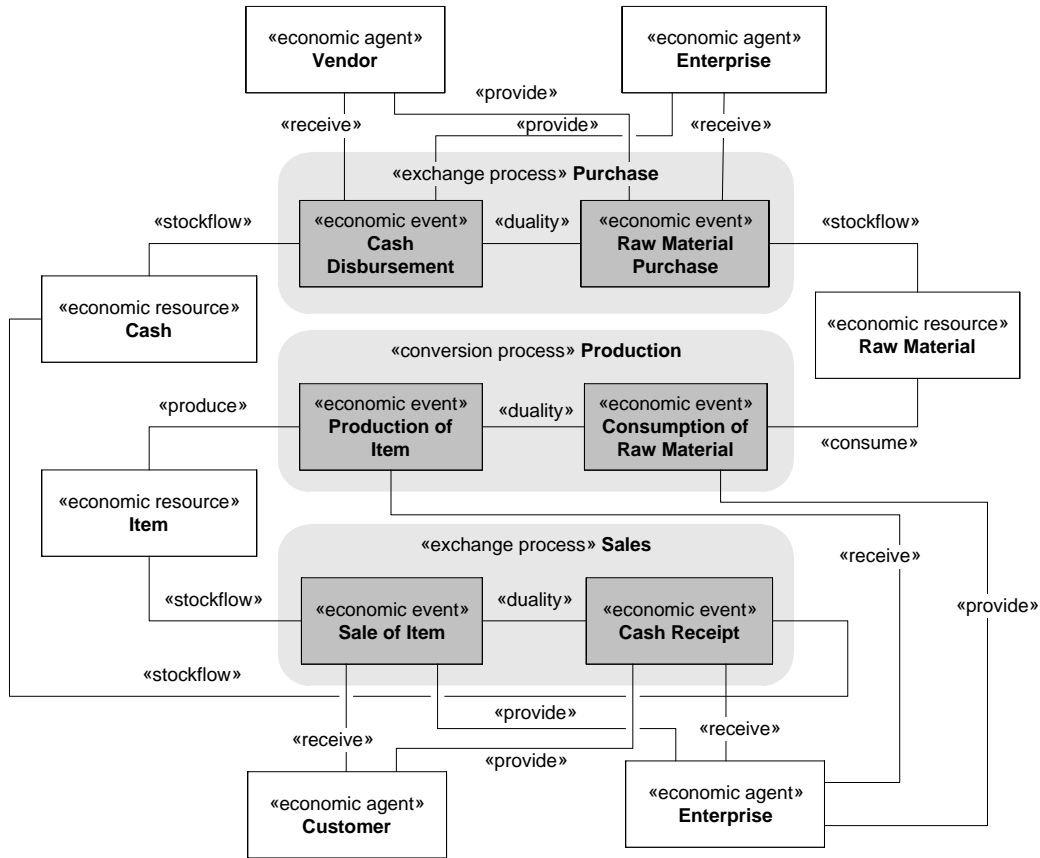 «economic agent»
Vendor
«economic agent»
Enterprise
«provide»
«receive»
«provide»
«receive»
«exchange process» Purchase
«stockflow»
«economic event»
Cash
Disbursement
«duality»
«economic event»
Raw Material
Purchase
«stockflow»
«economic resource»
Cash
«economic resource»
Raw Material
«conversion process» Production
«produce»
«economic event»
Production of
Item
«duality»
«economic event»
Consumption of
Raw Material
«consume»
«economic resource»
Item
«exchange process» Sales
«receive»
«stockflow»
«economic event»
Sale of Item
«duality»
«economic event»
Cash Receipt
«provide»
«stockflow»
«provide»
«receive»
«receive»
«provide»
«economic agent»
Customer
«economic agent»
Enterprise